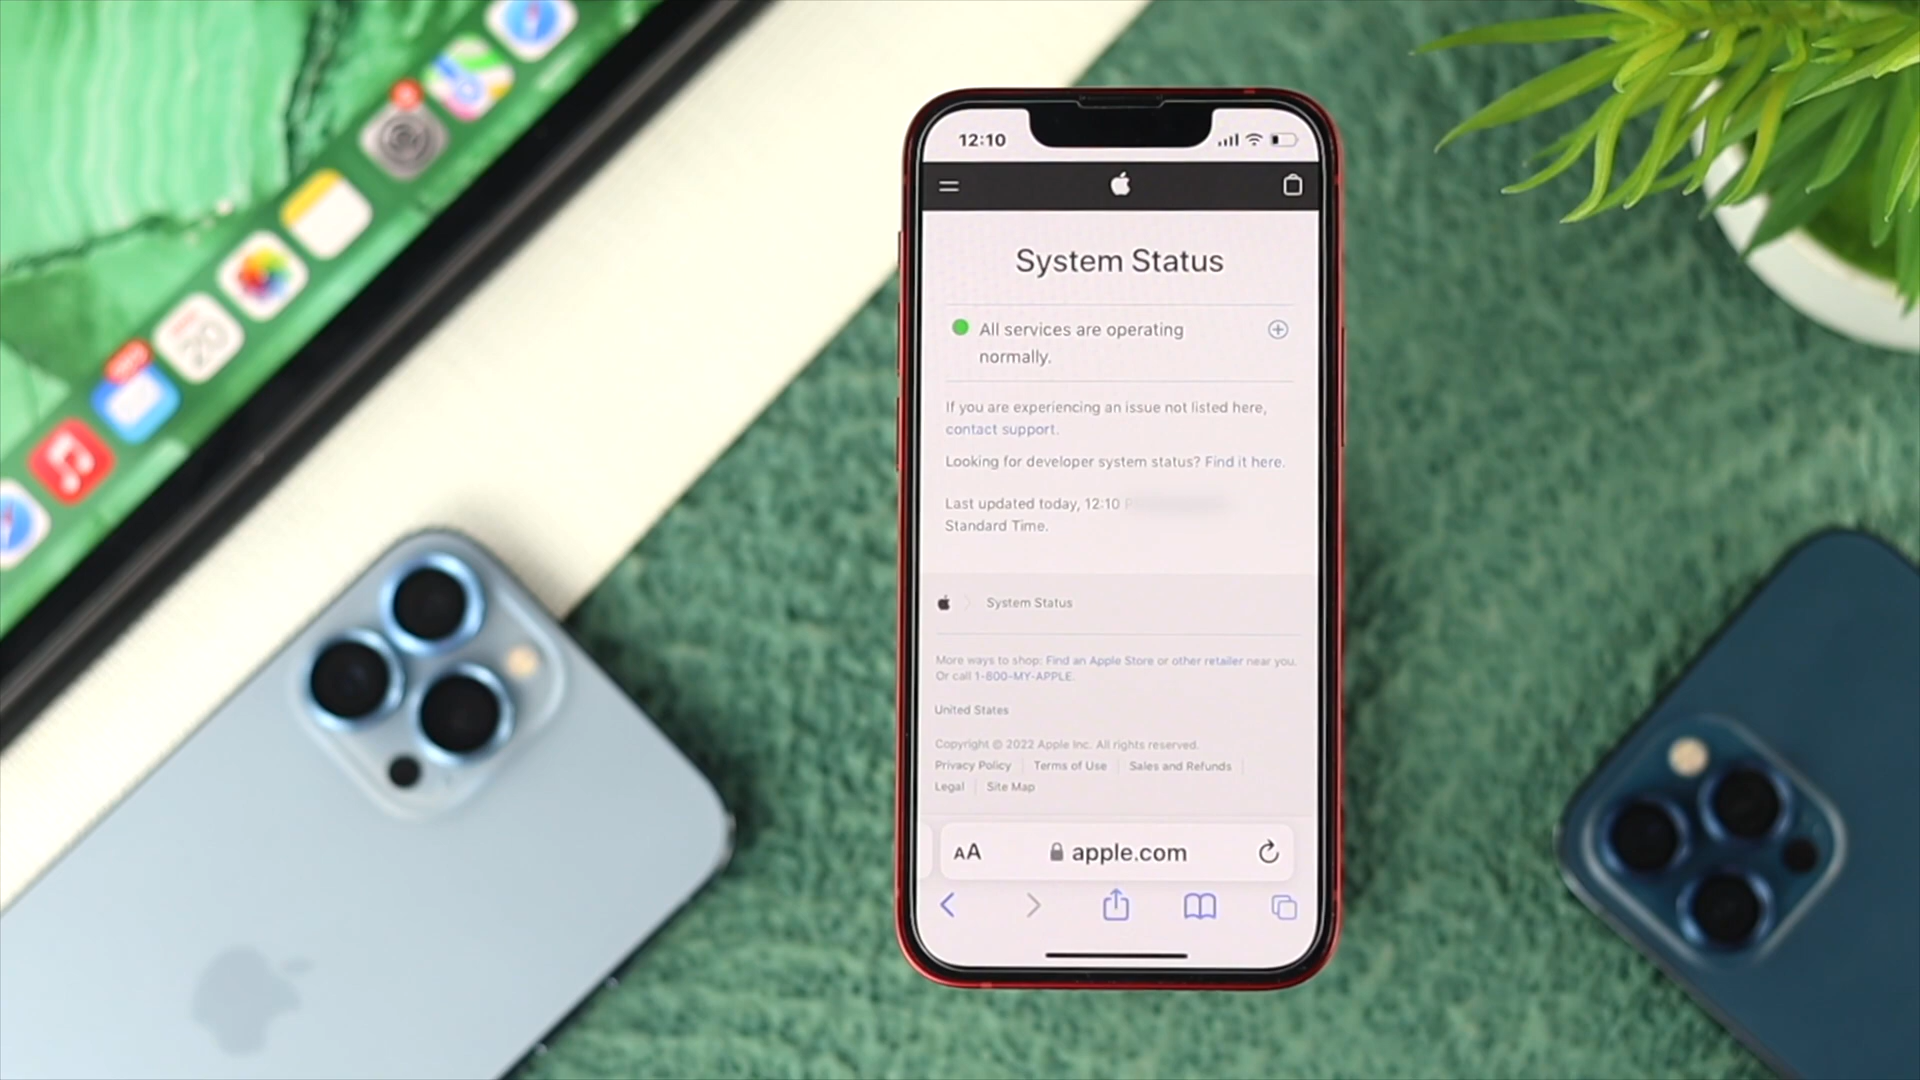 12:10
System Status
All services are operating
normally.
If you are experiencing an issue not listed here,
contact support.
Looking for developer system status? Find it here.
Last updated today, 12:10
Standard Time.
System Status
More ways to shop: Find an Apple Store or other retailer near you.
Or call 1-800-MY-APPLE.
United States
Copyright © 2022 Apple Inc. All rights reserved.
Privacy Policy Terms of Use Sales and Refunds
Legal Site Map
AA apple.com
20